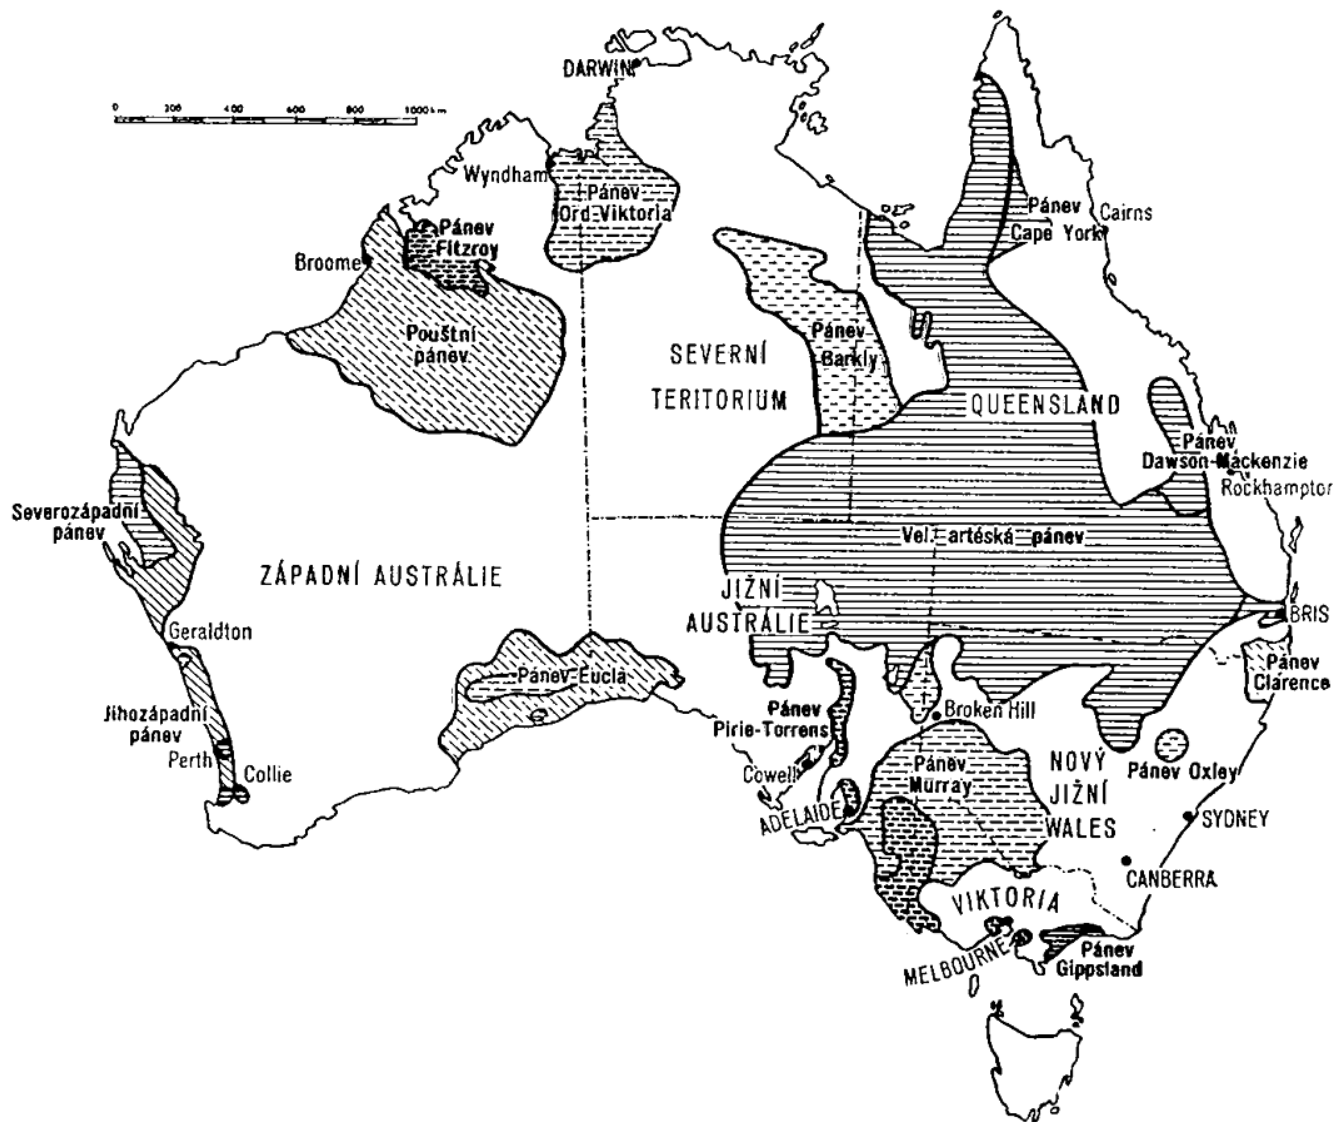 DARWIN
0 200 400 600 800 1000 km
Wyndham
Pánev
Ord-Viktoria
Pánev
Fitzroy
Broome
Pánev
Cape York
Cairns
Pouštní
pánev
Pánev
Barkly
SEVERNÍ
TERITORIUM
QUEENSLAND
Pánev
Dawson-Mackenzie
Rockhamptor
Severozápadní
pánev
Vel. artéská pánev
ZÁPADNÍ AUSTRÁLIE
JIŽNÍ
AUSTRÁLIE
BRIS
Geraldton
Pánev
Clarence
Pánev-Eucla
Jihozápadní
pánev
Pánev
Pirie-Torrens
Broken Hill
Perth
Collie
Cowell
Pánev
Murray
NOVÝ
JIŽNÍ
WALES
Pánev Oxley
ADELAIDE
SYDNEY
CANBERRA
VIKTORIA
MELBOURNE
Pánev
Gippsland